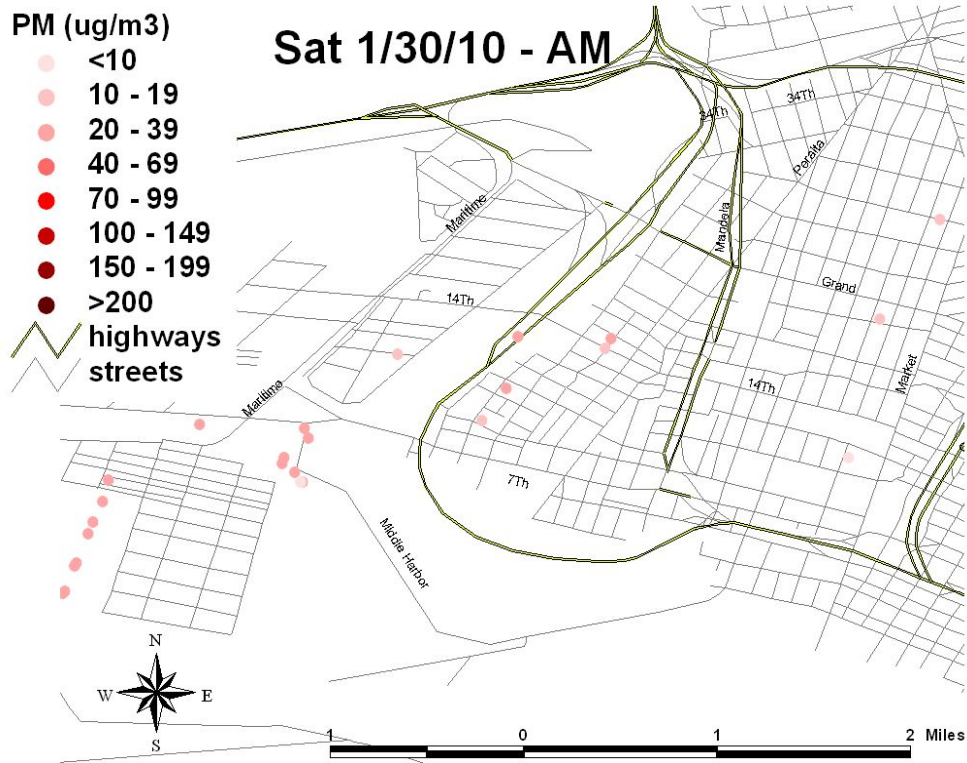 PM (ug/m3)
<10
10 - 19
20 - 39
40 - 69
70 - 99
100 - 149
150 - 199
>200
highways
streets
Sat 1/30/10 - AM
34Th
34Th
Peralta
Maritime
Mandela
Grand
14Th
Market
14Th
Maritime
7Th
Middle Harbor
N
W E
S
1 0 1 2 Miles